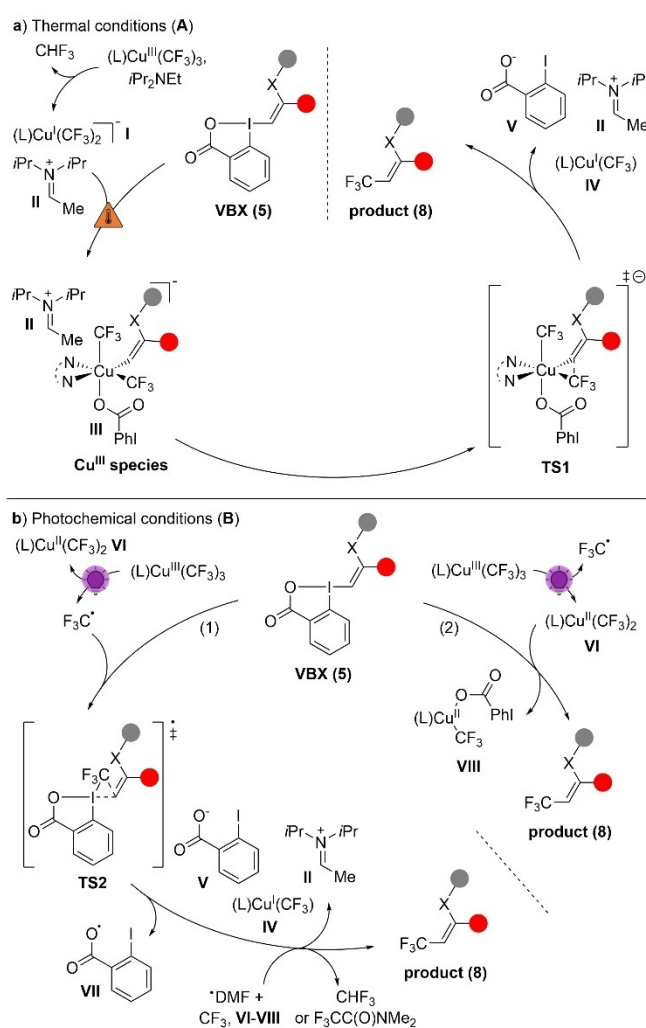 a) Thermal conditions (A)
CHF3
(L)CuIII(CF3)3,
iPr2NEt
(L)CuI(CF3)2
-
I
iPr
N
+
iPr
II
Me
X
O
I
O
VBX (5)
X
F3C
product (8)
O
O-
I
V
iPr
N
+
iPr
II
Me
(L)CuI(CF3)
IV
iPr
N
+
iPr
II
Me
-
X
CF3
N
N
Cu
CF3
O
O
III
PhI
CuIII species
‡⊖
X
CF3
N
N
Cu
CF3
O
O
PhI
TS1
b) Photochemical conditions (B)
(L)CuII(CF3)2 VI
(L)CuIII(CF3)3
F3C•
(1)
X
O
I
O
VBX (5)
(2)
(L)CuIII(CF3)3
F3C•
(L)CuII(CF3)2
VI
O
O
PhI
(L)CuII
CF3
VIII
X
F3C
product (8)
•
‡
X
F3C
O
I
O
TS2
O
O-
I
V
iPr
N
+
iPr
II
Me
(L)CuI(CF3)
IV
O•
I
O
VII
X
F3C
product (8)
•DMF +
CF3, VI-VIII
CHF3
or F3CC(O)NMe2